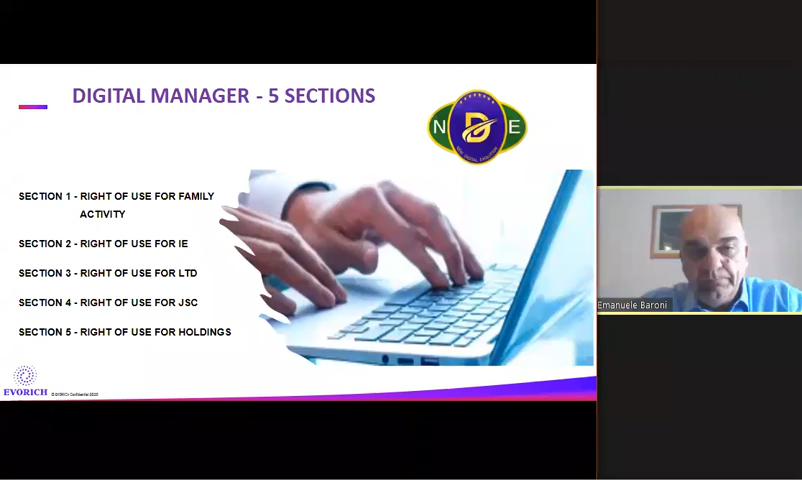 DIGITAL MANAGER - 5 SECTIONS
N D E
SECTION 1 - RIGHT OF USE FOR FAMILY
ACTIVITY
SECTION 2 - RIGHT OF USE FOR IE
SECTION 3 - RIGHT OF USE FOR LTD
SECTION 4 - RIGHT OF USE FOR JSC
SECTION 5 - RIGHT OF USE FOR HOLDINGS
EVORICH
Emanuele Baroni